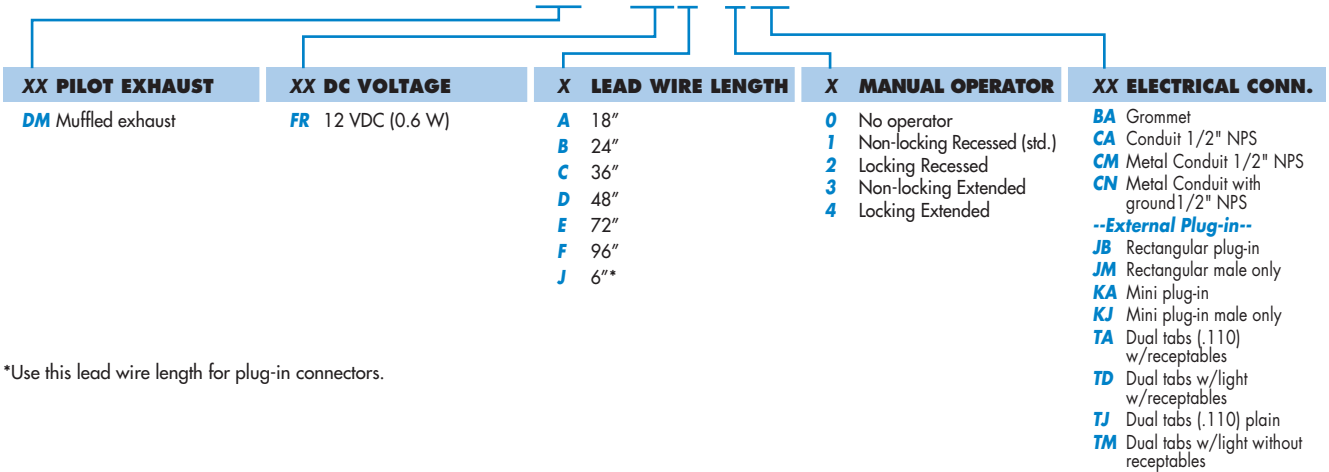 XX PILOT EXHAUST
DM Muffled exhaust
XX DC VOLTAGE
FR 12 VDC (0.6 W)
X LEAD WIRE LENGTH
A 18"
B 24"
C 36"
D 48"
E 72"
F 96"
J 6"*
X MANUAL OPERATOR
0 No operator
1 Non-locking Recessed (std.)
2 Locking Recessed
3 Non-locking Extended
4 Locking Extended
XX ELECTRICAL CONN.
BA Grommet
CA Conduit 1/2" NPS
CM Metal Conduit 1/2" NPS
CN Metal Conduit with
ground1/2" NPS
--External Plug-in--
JB Rectangular plug-in
JM Rectangular male only
KA Mini plug-in
KJ Mini plug-in male only
TA Dual tabs (.110)
w/receptables
TD Dual tabs w/light
w/receptables
TJ Dual tabs (.110) plain
TM Dual tabs w/light without
receptables
*Use this lead wire length for plug-in connectors.